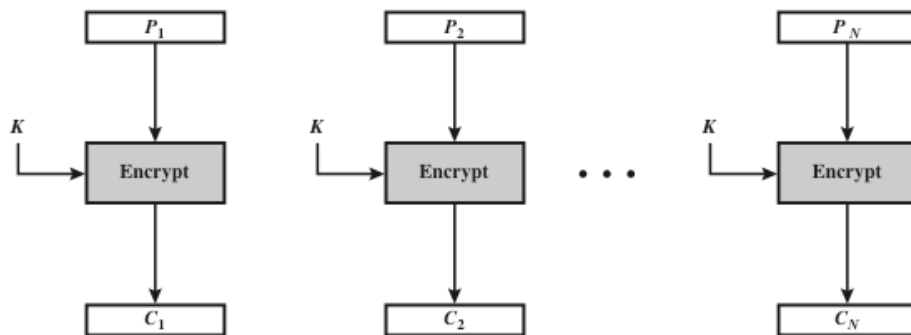 P1 P2 PN
K K K
Encrypt Encrypt • • • Encrypt
C1 C2 CN